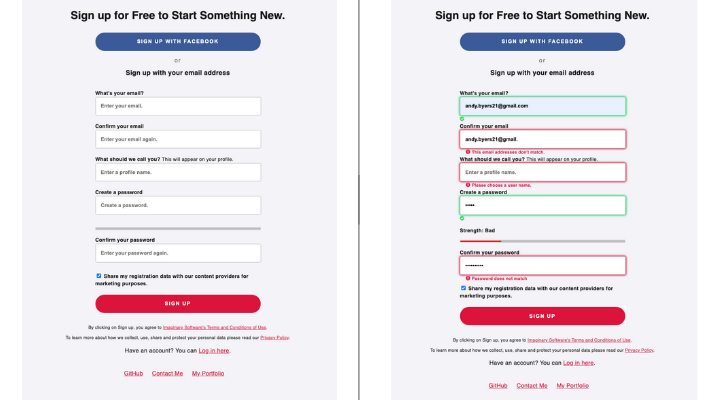 Sign up for Free to Start Something New.
SIGN UP WITH FACEBOOK
or
Sign up with your email address
What's your email?
Enter your email.
Confirm your email
Enter your email again.
What should we call you? This will appear on your profile.
Enter a profile name.
Create a password
Create a password.
Confirm your password
Enter your password again.
Share my registration data with our content providers for
marketing purposes.
SIGN UP
By clicking on Sign up, you agree to Imaginary Software's Terms and Conditions of Use.
To learn more about how we collect, use, share and protect your personal data please read our Privacy Policy.
Have an account? You can Log in here.
GitHub Contact Me My Portfolio
Sign up for Free to Start Something New.
SIGN UP WITH FACEBOOK
or
Sign up with your email address
What's your email?
andy.byers21@gmail.com
Confirm your email
andy.byers21@gmail.
This email addresses don't match
What should we call you? This will appear on your profile.
Enter a profile name.
Please choose a user name.
Create a password
•••••
Strength: Bad
Confirm your password
••••••••••
Password does not match
Share my registration data with our content providers for
marketing purposes.
SIGN UP
By clicking on Sign up, you agree to Imaginary Software's Terms and Conditions of Use.
To learn more about how we collect, use, share and protect your personal data please read our Privacy Policy.
Have an account? You can Log in here.
GitHub Contact Me My Portfolio